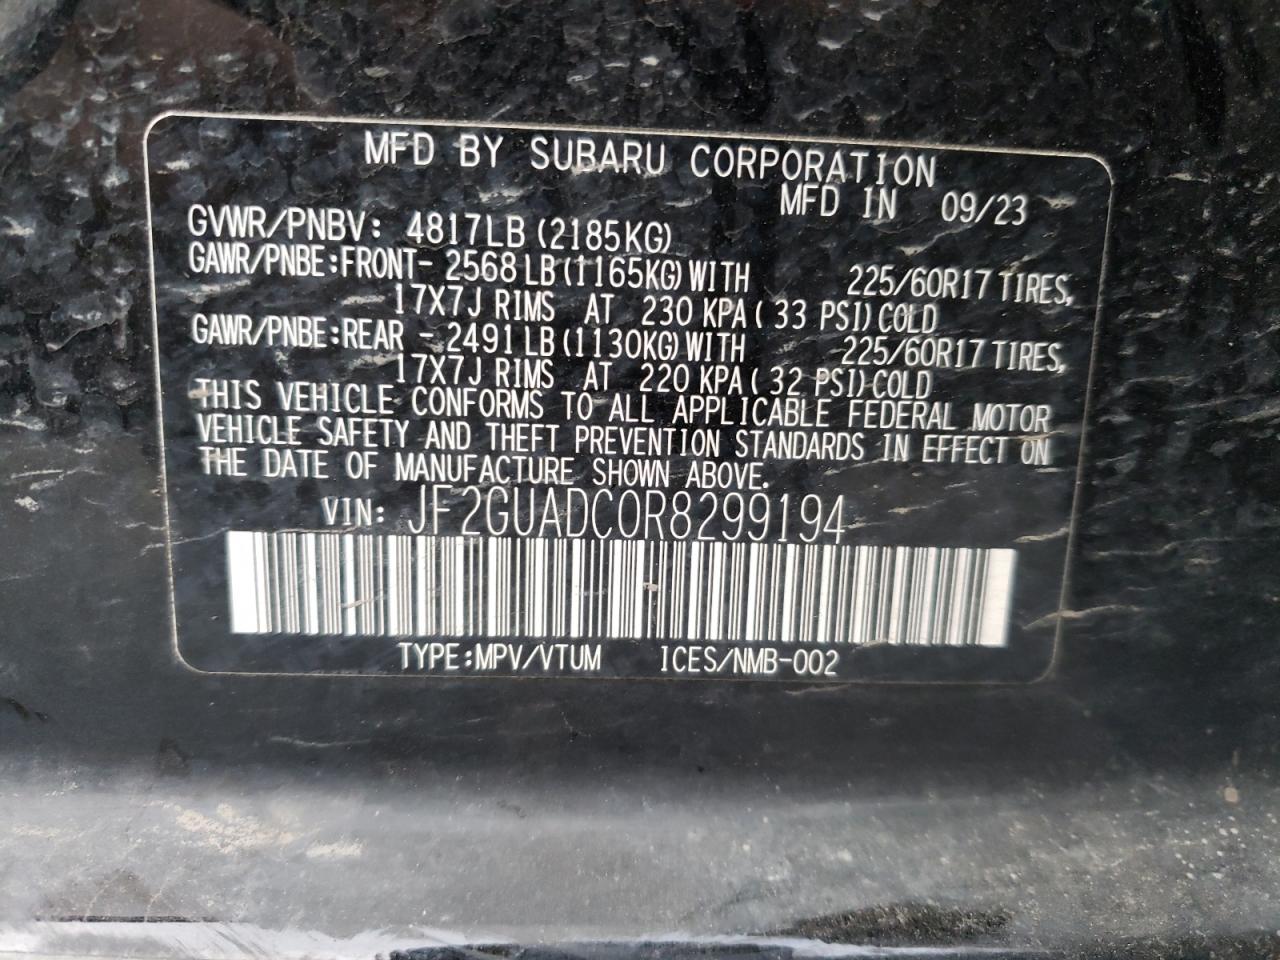 MFD BY SUBARU CORPORATION
MFD IN 09/23
GVWR/PNBV: 4817LB (2185KG)
GAWR/PNBE:FRONT- 2568 LB (1165KG) WITH 225/60R17 TIRES,
17X7J RIMS AT 230 KPA ( 33 PSI) COLD
GAWR/PNBE:REAR - 2491 LB (1130KG) WITH 225/60R17 TIRES,
17X7J RIMS AT 220 KPA ( 32 PSI) COLD
THIS VEHICLE CONFORMS TO ALL APPLICABLE FEDERAL MOTOR
VEHICLE SAFETY AND THEFT PREVENTION STANDARDS IN EFFECT ON
THE DATE OF MANUFACTURE SHOWN ABOVE.
VIN: JF2GUADC0R8299194
TYPE:MPV/VTUM ICES/NMB-002